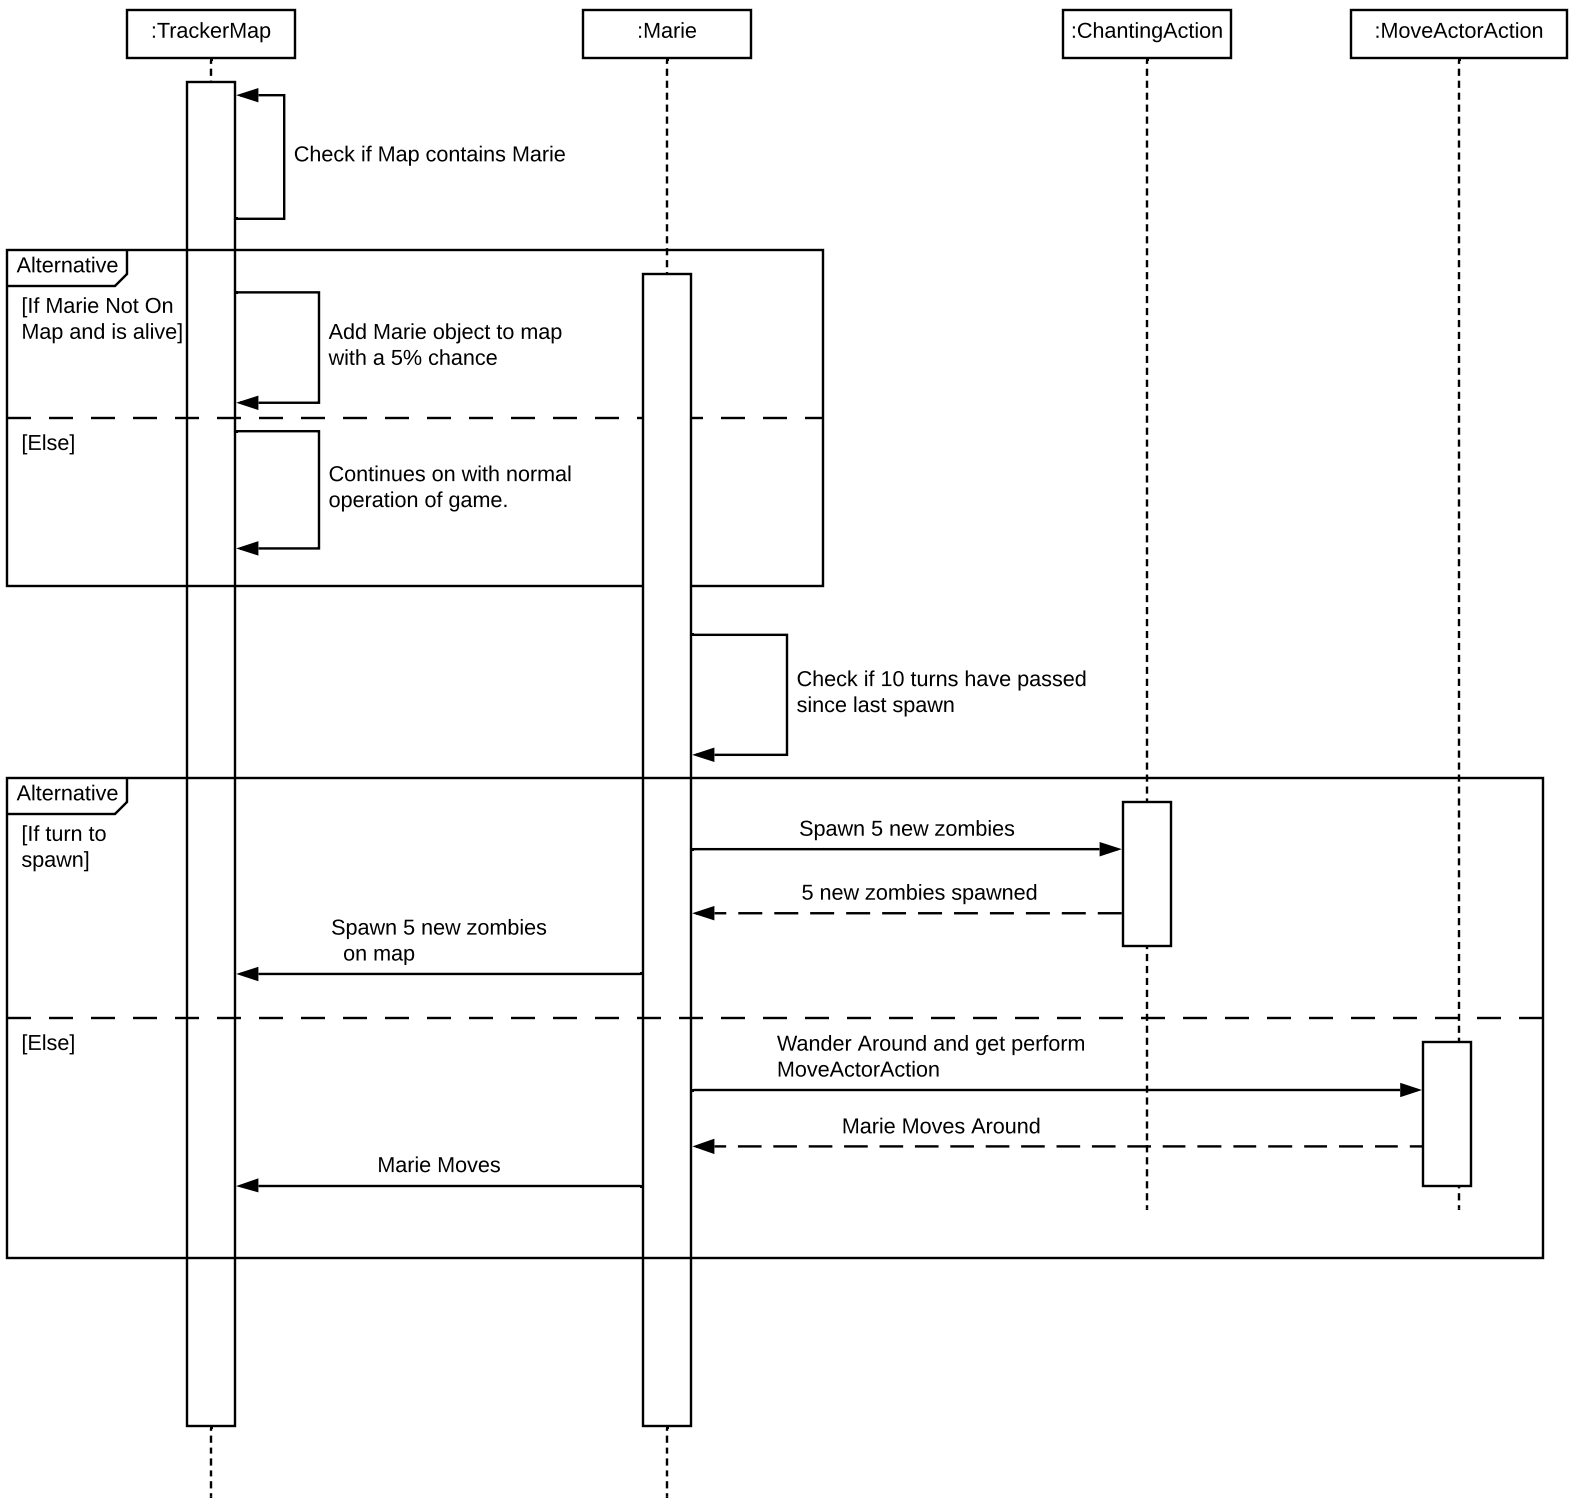 :TrackerMap
:Marie
:ChantingAction
:MoveActorAction
Check if Map contains Marie
Alternative
[If Marie Not On
Map and is alive]
Add Marie object to map
with a 5% chance
[Else]
Continues on with normal
operation of game.
Check if 10 turns have passed
since last spawn
Alternative
[If turn to
spawn]
Spawn 5 new zombies
5 new zombies spawned
Spawn 5 new zombies
on map
[Else]
Wander Around and get perform
MoveActorAction
Marie Moves Around
Marie Moves